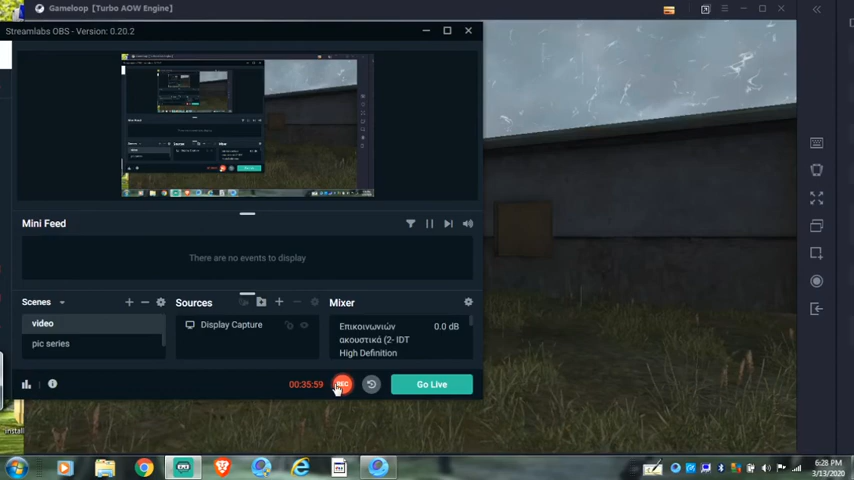 Gameloop【Turbo AOW Engine】
Streamlabs OBS - Version: 0.20.2
Mini Feed
There are no events to display
Scenes
Sources
Mixer
video
pic series
Display Capture
Επικοινωνιών
ακουστικά (2- IDT
High Definition
0.0 dB
00:35:59
REC
Go Live
install
6:28 PM
3/13/2020